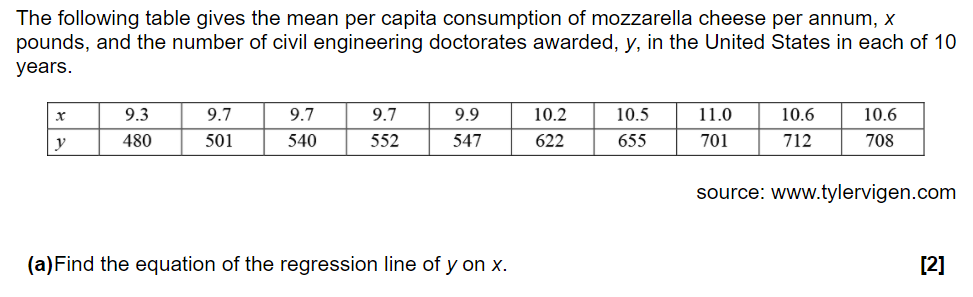 The following table gives the mean per capita consumption of mozzarella cheese per annum, x
pounds, and the number of civil engineering doctorates awarded, y, in the United States in each of 10
years.
x 9.3 9.7 9.7 9.7 9.9 10.2 10.5 11.0 10.6 10.6
y 480 501 540 552 547 622 655 701 712 708
source: www.tylervigen.com
(a)Find the equation of the regression line of y on x. [2]